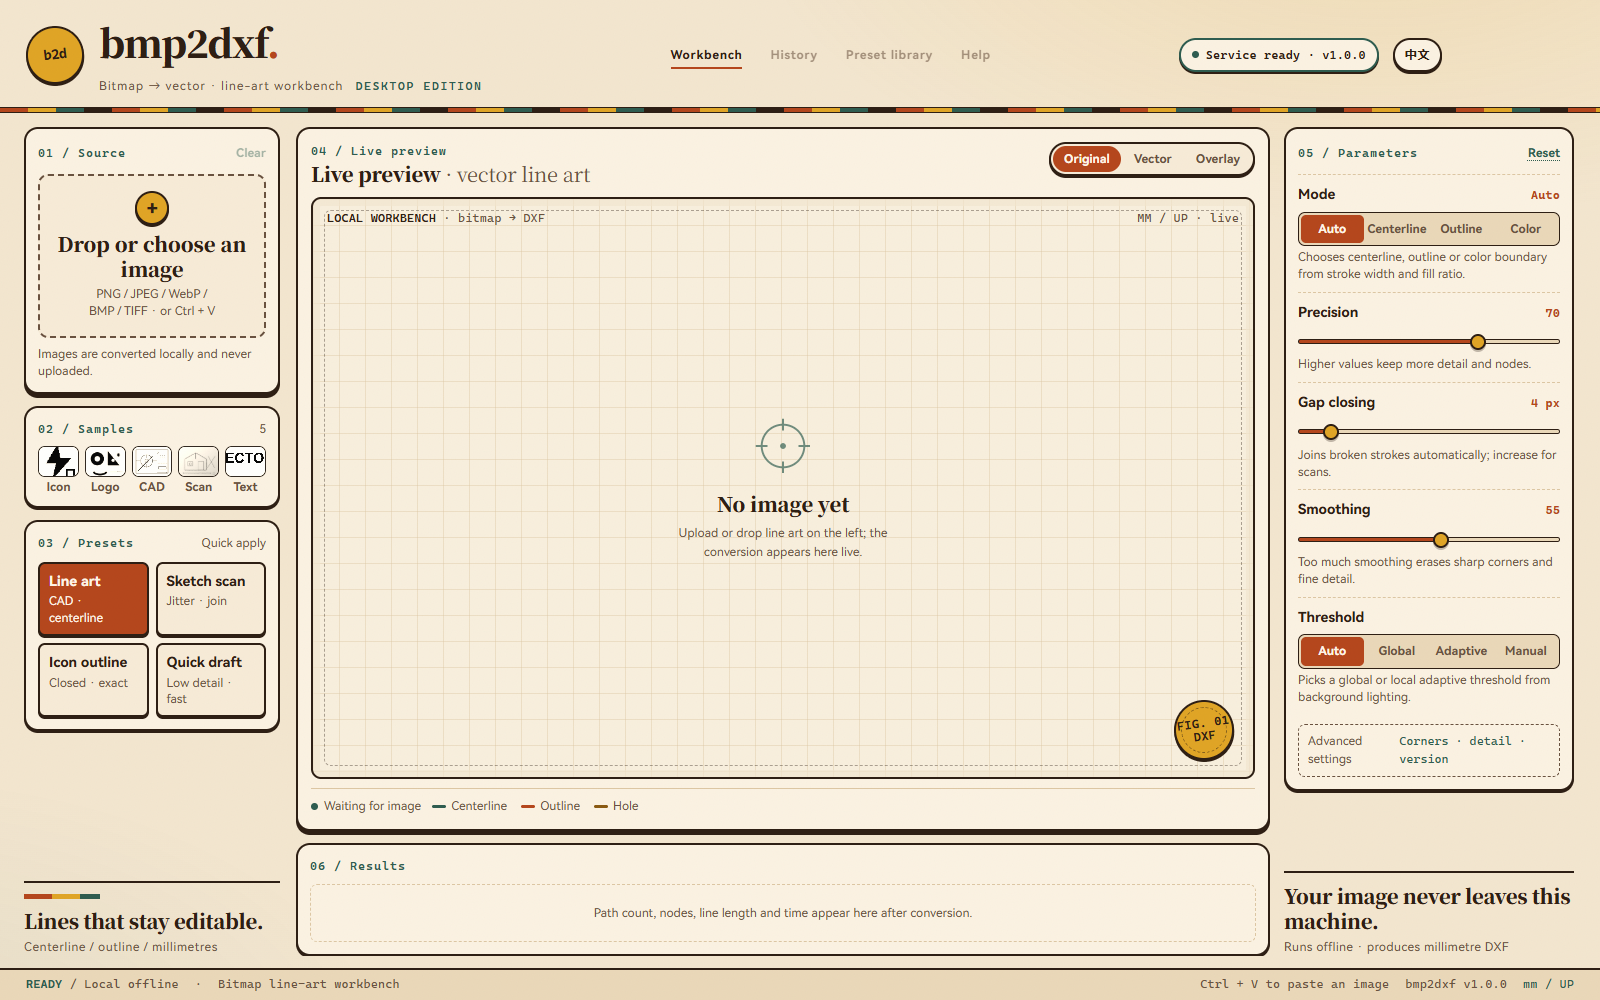 b2d
bmp2dxf.
Bitmap → vector · line-art workbench DESKTOP EDITION
Workbench History Preset library Help
Service ready · v1.0.0 中文
01 / Source Clear
+
Drop or choose an
image
PNG / JPEG / WebP /
BMP / TIFF · or Ctrl + V
Images are converted locally and never
uploaded.
02 / Samples 5
ECTO
Icon Logo CAD Scan Text
03 / Presets Quick apply
Line art
CAD ·
centerline
Sketch scan
Jitter · join
Icon outline
Closed · exact
Quick draft
Low detail ·
fast
Lines that stay editable.
Centerline / outline / millimetres
04 / Live preview
Live preview · vector line art
Original Vector Overlay
LOCAL WORKBENCH · bitmap → DXF MM / UP · live
No image yet
Upload or drop line art on the left; the
conversion appears here live.
FIG. 01
DXF
Waiting for image Centerline Outline Hole
06 / Results
Path count, nodes, line length and time appear here after conversion.
05 / Parameters Reset
Mode Auto
Auto Centerline Outline Color
Chooses centerline, outline or color boundary
from stroke width and fill ratio.
Precision 70
Higher values keep more detail and nodes.
Gap closing 4 px
Joins broken strokes automatically; increase for
scans.
Smoothing 55
Too much smoothing erases sharp corners and
fine detail.
Threshold
Auto Global Adaptive Manual
Picks a global or local adaptive threshold from
background lighting.
Advanced
settings
Corners · detail ·
version
Your image never leaves this
machine.
Runs offline · produces millimetre DXF
READY / Local offline · Bitmap line-art workbench
Ctrl + V to paste an image bmp2dxf v1.0.0 mm / UP